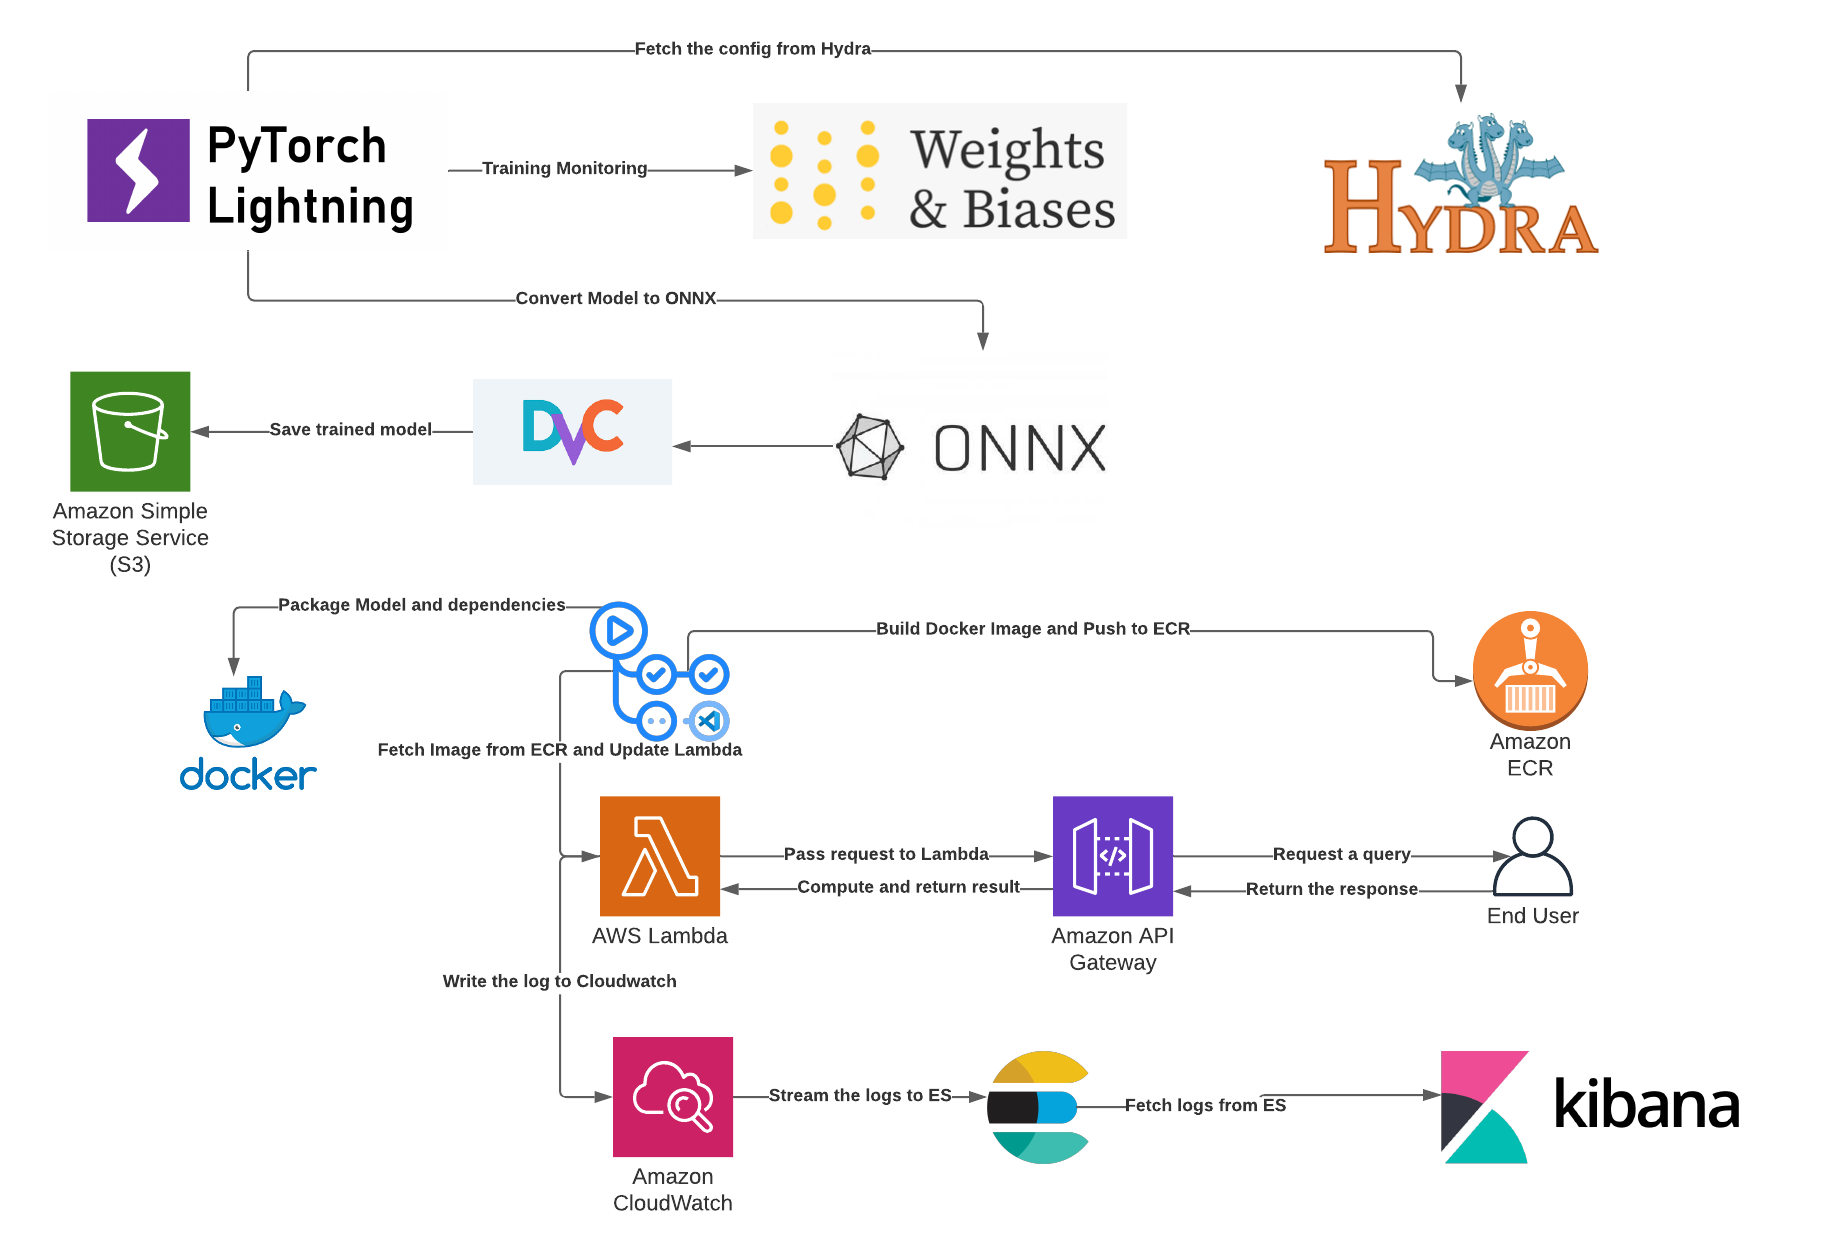 Fetch the config from Hydra
PyTorch
Lightning
Training Monitoring
Weights
& Biases
HYDRA
Convert Model to ONNX
Save trained model
DVC
ONNX
Amazon Simple
Storage Service
(S3)
Package Model and dependencies
Build Docker Image and Push to ECR
docker
Fetch Image from ECR and Update Lambda
Amazon
ECR
Pass request to Lambda
</>
Request a query
Compute and return result
Return the response
AWS Lambda
Amazon API
Gateway
End User
Write the log to Cloudwatch
Stream the logs to ES
Fetch logs from ES
kibana
Amazon
CloudWatch